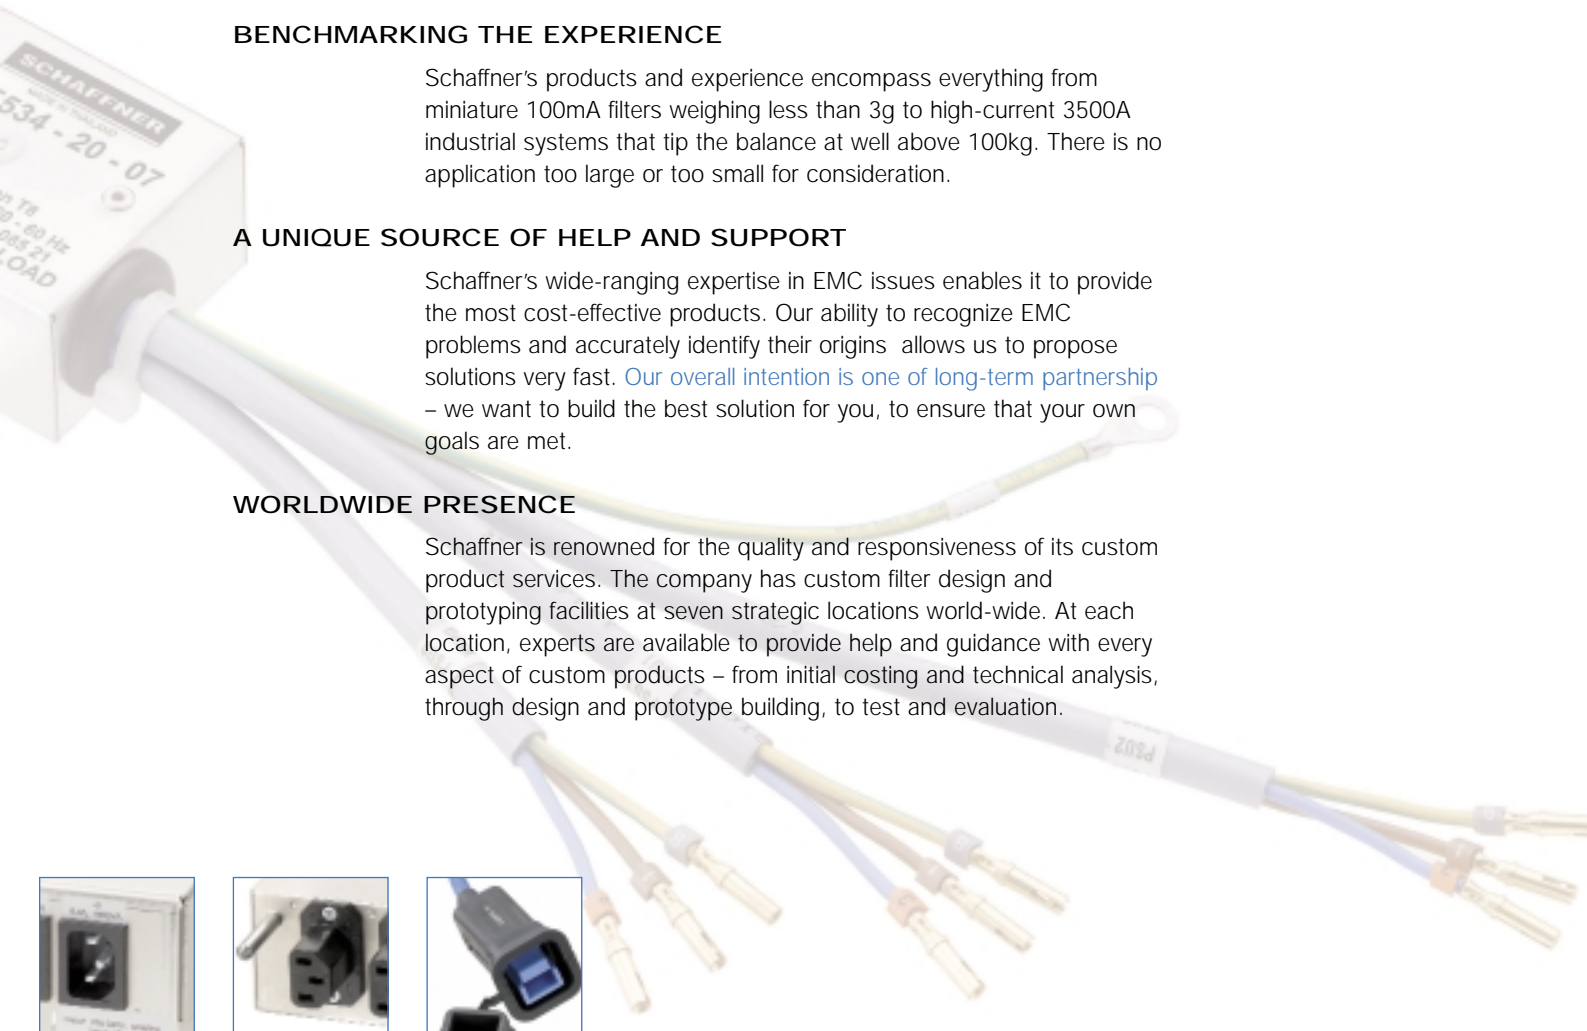 BENCHMARKING THE EXPERIENCE
Schaffner's products and experience encompass everything from
miniature 100mA filters weighing less than 3g to high-current 3500A
industrial systems that tip the balance at well above 100kg. There is no
application too large or too small for consideration.
A UNIQUE SOURCE OF HELP AND SUPPORT
Schaffner's wide-ranging expertise in EMC issues enables it to provide
the most cost-effective products. Our ability to recognize EMC
problems and accurately identify their origins  allows us to propose
solutions very fast. Our overall intention is one of long-term partnership
– we want to build the best solution for you, to ensure that your own
goals are met.
WORLDWIDE PRESENCE
Schaffner is renowned for the quality and responsiveness of its custom
product services. The company has custom filter design and
prototyping facilities at seven strategic locations world-wide. At each
location, experts are available to provide help and guidance with every
aspect of custom products – from initial costing and technical analysis,
through design and prototype building, to test and evaluation.
SCHAFFNER
MADE IN THAILAND
534 - 20 - 07
60 Hz
085 21
LOAD
P802